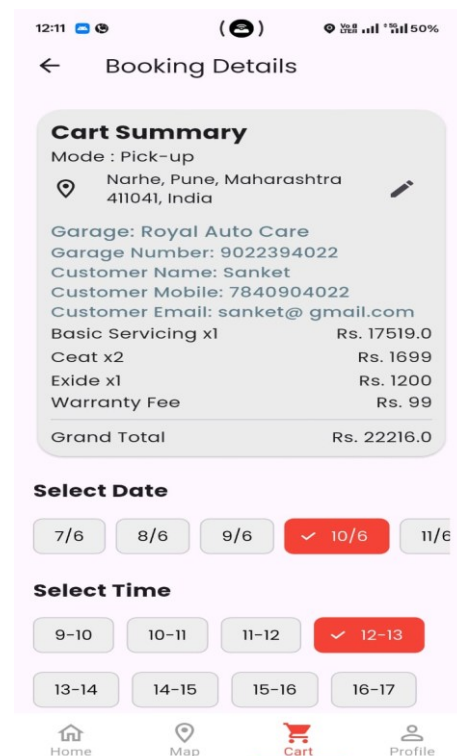 12:11
50%
Booking Details
Cart Summary
Mode : Pick-up
Narhe, Pune, Maharashtra
411041, India
Garage: Royal Auto Care
Garage Number: 9022394022
Customer Name: Sanket
Customer Mobile: 7840904022
Customer Email: sanket@ gmail.com
Basic Servicing x1 Rs. 17519.0
Ceat x2 Rs. 1699
Exide x1 Rs. 1200
Warranty Fee Rs. 99
Grand Total Rs. 22216.0
Select Date
7/6 8/6 9/6 10/6 11/6
Select Time
9-10 10-11 11-12 12-13
13-14 14-15 15-16 16-17
Home Map Cart Profile